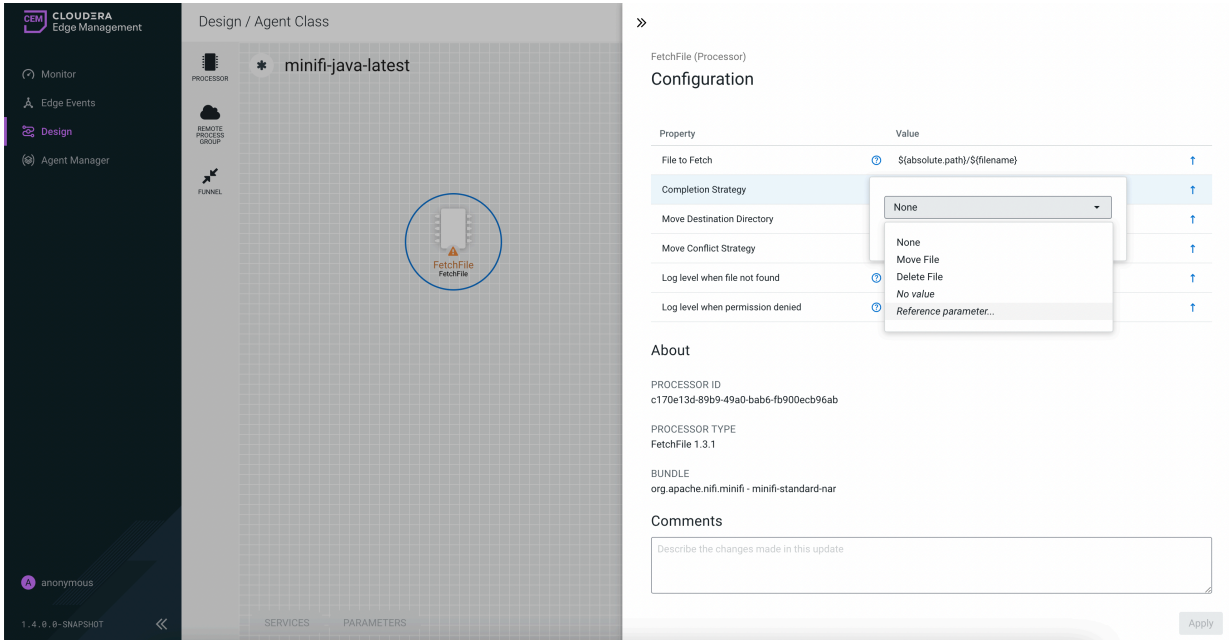 CEM CLOUDERA
Edge Management
Monitor
Edge Events
Design
Agent Manager
A anonymous
1.4.0.0-SNAPSHOT
Design / Agent Class
PROCESSOR
REMOTE
PROCESS
GROUP
FUNNEL
minifi-java-latest
FetchFile
FetchFile
SERVICES PARAMETERS
FetchFile (Processor)
Configuration
Property Value
File to Fetch ? ${absolute.path}/${filename}
Completion Strategy
Move Destination Directory
Move Conflict Strategy
Log level when file not found ?
Log level when permission denied ?
None
None
Move File
Delete File
No value
Reference parameter...
About
PROCESSOR ID
c170e13d-89b9-49a0-bab6-fb900ecb96ab
PROCESSOR TYPE
FetchFile 1.3.1
BUNDLE
org.apache.nifi.minifi - minifi-standard-nar
Comments
Describe the changes made in this update
Apply